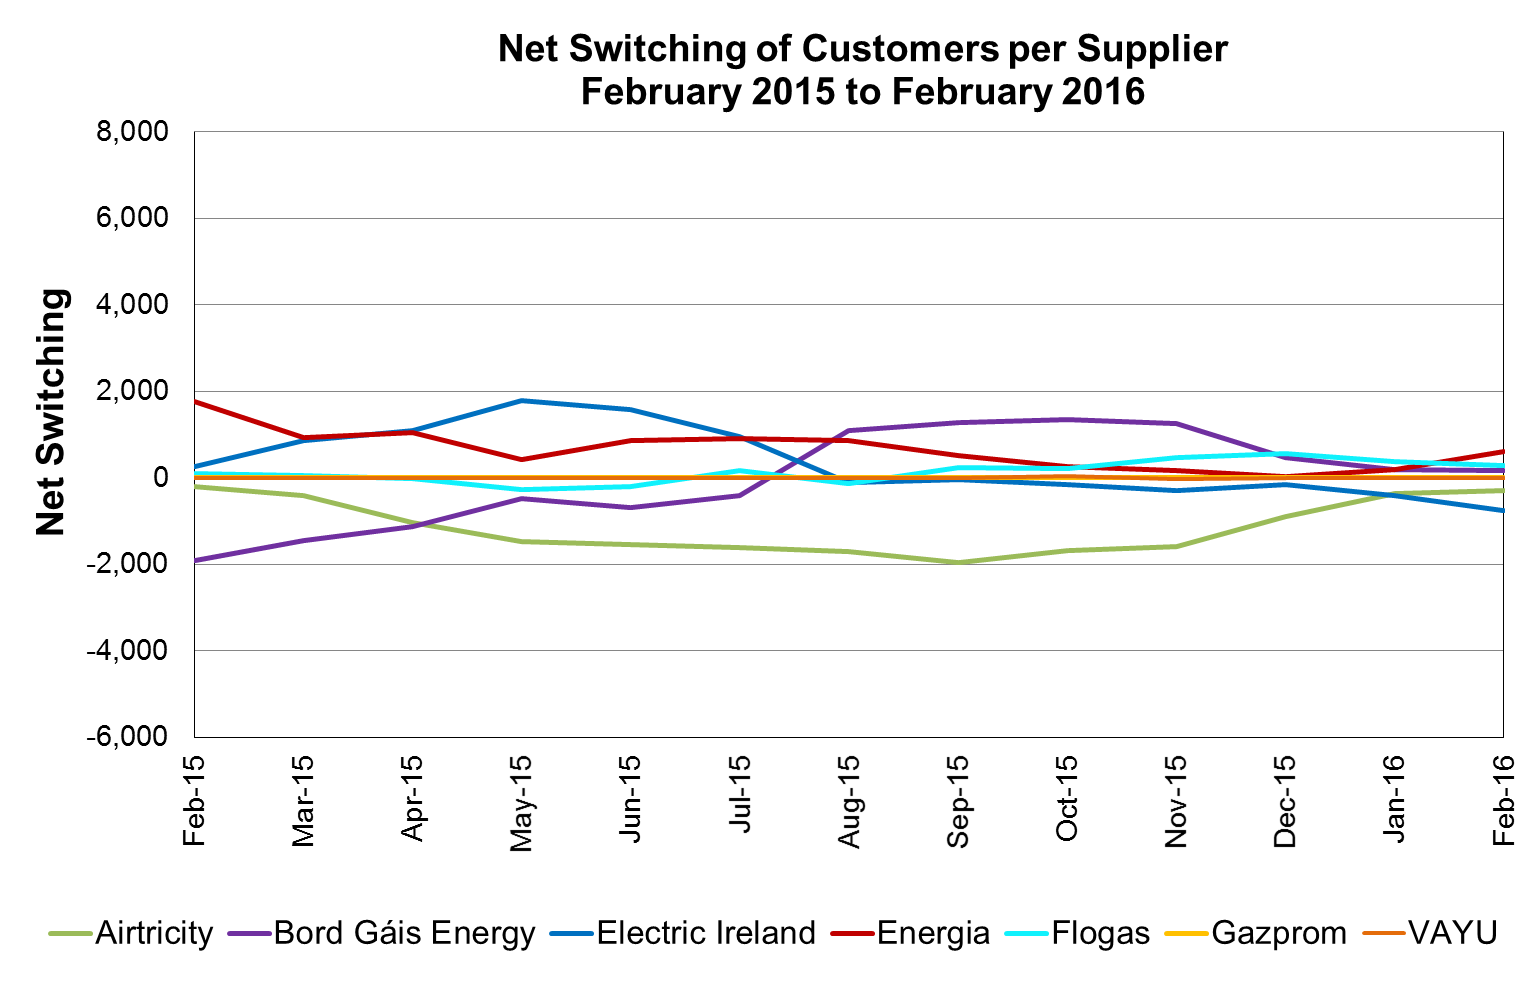 Net Switching of Customers per Supplier
February 2015 to February 2016
Net Switching
8,000
6,000
4,000
2,000
0
-2,000
-4,000
-6,000
Feb-15
Mar-15
Apr-15
May-15
Jun-15
Jul-15
Aug-15
Sep-15
Oct-15
Nov-15
Dec-15
Jan-16
Feb-16
Airtricity Bord Gáis Energy Electric Ireland Energia Flogas Gazprom VAYU